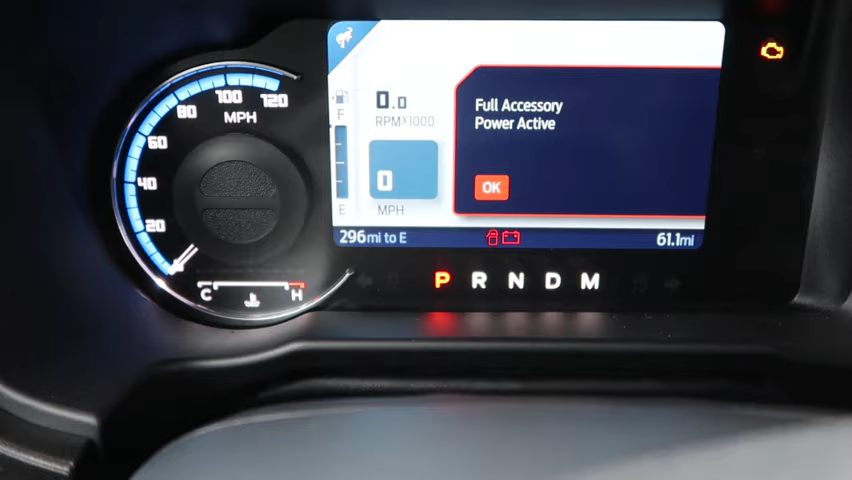 120
100
80
MPH
60
40
20
C H
F
E
0.0
RPMX1000
0
MPH
Full Accessory
Power Active
OK
296mi to E
61.1mi
P R N D M